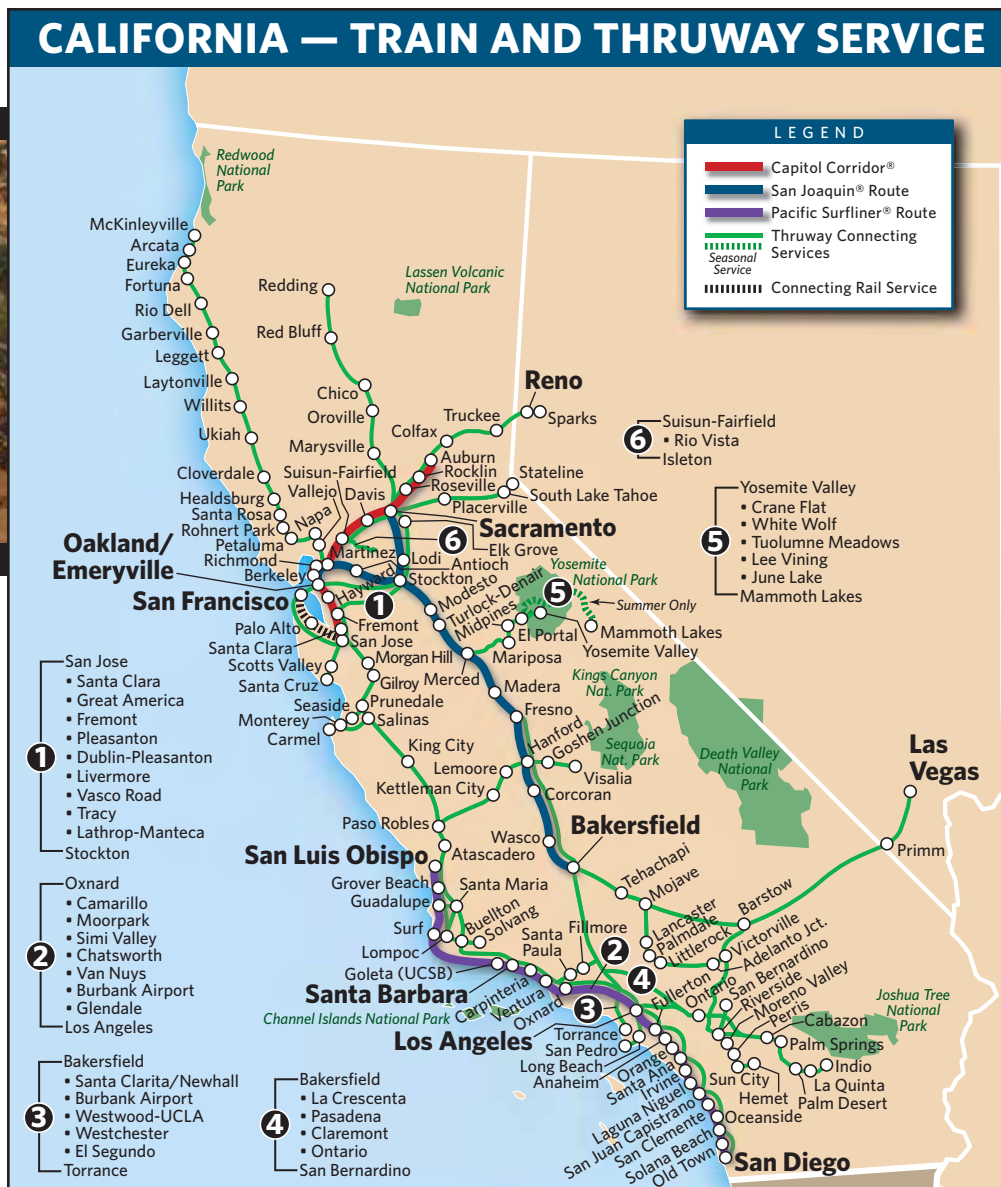 CALIFORNIA — TRAIN AND THRUWAY SERVICE
LEGEND
Capitol Corridor®
San Joaquin® Route
Pacific Surfliner® Route
Thruway Connecting
Services
Seasonal
Service
Connecting Rail Service
Redwood
National
Park
McKinleyville
Arcata
Eureka
Fortuna
Rio Dell
Garberville
Leggett
Laytonville
Willits
Ukiah
Cloverdale
Healdsburg
Santa Rosa
Rohnert Park
Petaluma
Lassen Volcanic
National Park
Redding
Red Bluff
Chico
Oroville
Marysville
Reno
Sparks
Truckee
Colfax
Auburn
Rocklin
Roseville
Stateline
South Lake Tahoe
Placerville
Suisun-Fairfield
Vallejo
Davis
Napa
Sacramento
Elk Grove
6
Martinez
Lodi
Antioch
Stockton
Oakland/
Emeryville
Richmond
Berkeley
San Francisco
Hayward
1
Fremont
San Jose
Palo Alto
Santa Clara
Scotts Valley
Santa Cruz
Morgan Hill
Gilroy
Prunedale
Seaside
Monterey
Salinas
Carmel
Modesto
Turlock-Denair
Midpines
Yosemite
National Park
5
Summer Only
El Portal
Mammoth Lakes
Yosemite Valley
Mariposa
Merced
Madera
Fresno
Kings Canyon
Nat. Park
Sequoia
Nat. Park
Death Valley
National
Park
Hanford
Goshen Junction
Visalia
Corcoran
King City
Lemoore
Kettleman City
Paso Robles
Atascadero
Wasco
Bakersfield
Las
Vegas
Primm
San Luis Obispo
Grover Beach
Guadalupe
Santa Maria
Buellton
Solvang
Surf
Lompoc
Goleta (UCSB)
Santa Barbara
Carpinteria
Ventura
Oxnard
Channel Islands National Park
Santa
Paula
Fillmore
2
4
3
Los Angeles
Tehachapi
Mojave
Lancaster
Palmdale
Littlerock
Barstow
Victorville
Adelanto Jct.
San Bernardino
Riverside
Moreno Valley
Perris
Fullerton
Ontario
Cabazon
Palm Springs
Joshua Tree
National
Park
Indio
La Quinta
Palm Desert
Sun City
Hemet
Torrance
San Pedro
Long Beach
Anaheim
Orange
Santa Ana
Irvine
Laguna Niguel
San Juan Capistrano
San Clemente
Oceanside
Solana Beach
Old Town
San Diego
6
Suisun-Fairfield
▪ Rio Vista
Isleton
5
Yosemite Valley
▪ Crane Flat
▪ White Wolf
▪ Tuolumne Meadows
▪ Lee Vining
▪ June Lake
Mammoth Lakes
1
San Jose
▪ Santa Clara
▪ Great America
▪ Fremont
▪ Pleasanton
▪ Dublin-Pleasanton
▪ Livermore
▪ Vasco Road
▪ Tracy
▪ Lathrop-Manteca
Stockton
2
Oxnard
▪ Camarillo
▪ Moorpark
▪ Simi Valley
▪ Chatsworth
▪ Van Nuys
▪ Burbank Airport
▪ Glendale
Los Angeles
3
Bakersfield
▪ Santa Clarita/Newhall
▪ Burbank Airport
▪ Westwood-UCLA
▪ Westchester
▪ El Segundo
Torrance
4
Bakersfield
▪ La Crescenta
▪ Pasadena
▪ Claremont
▪ Ontario
San Bernardino